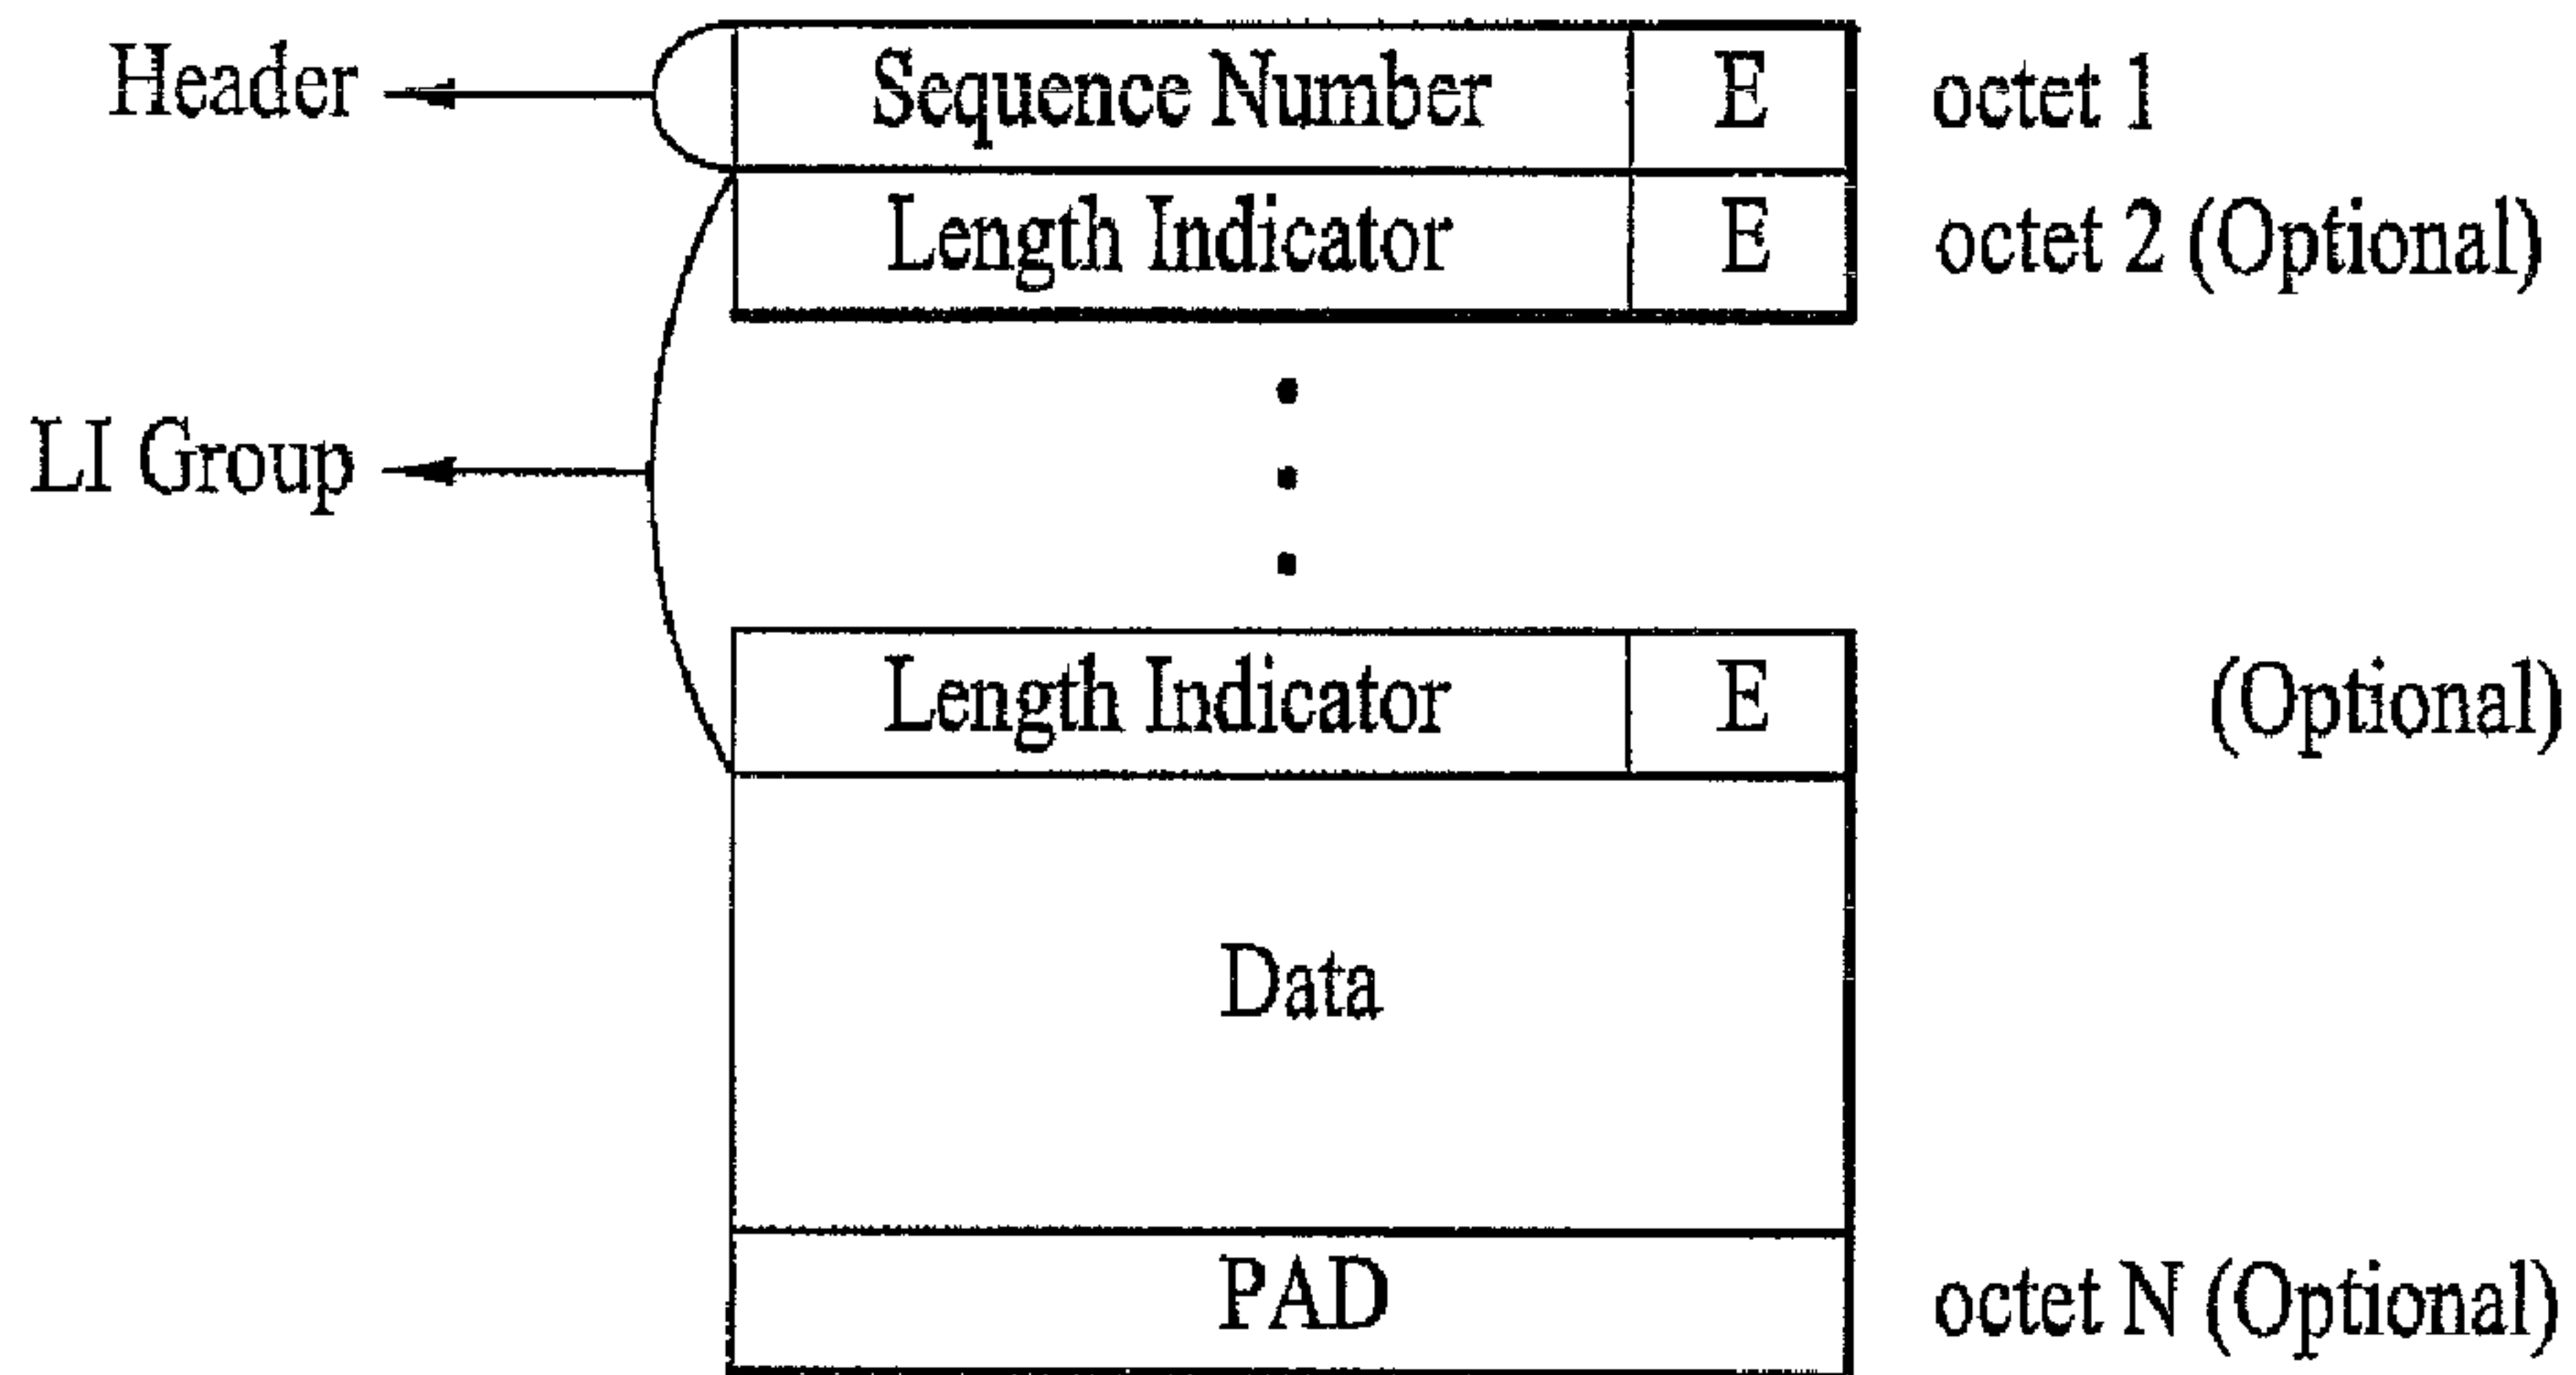 Header Sequence Number E octet 1
Length Indicator E octet 2 (Optional)
LI Group
Length Indicator E (Optional)
Data
PAD octet N (Optional)